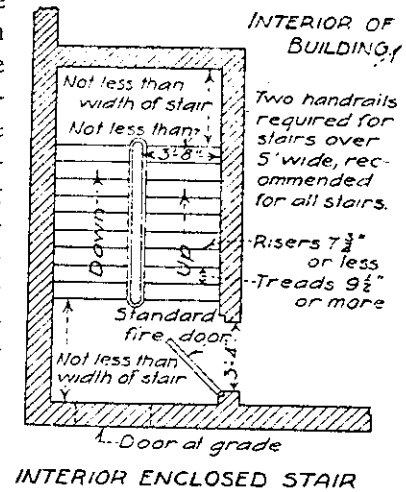 INTERIOR OF
BUILDING
Not less than
width of stair
Not less than
3'-8"
Two handrails
required for
stairs over
5' wide, rec-
ommended
for all stairs.
Down
Up
Risers 7¾"
or less
Treads 9½"
or more
Standard
fire door
3'-4"
Not less than
width of stair
Door at grade
INTERIOR ENCLOSED STAIR